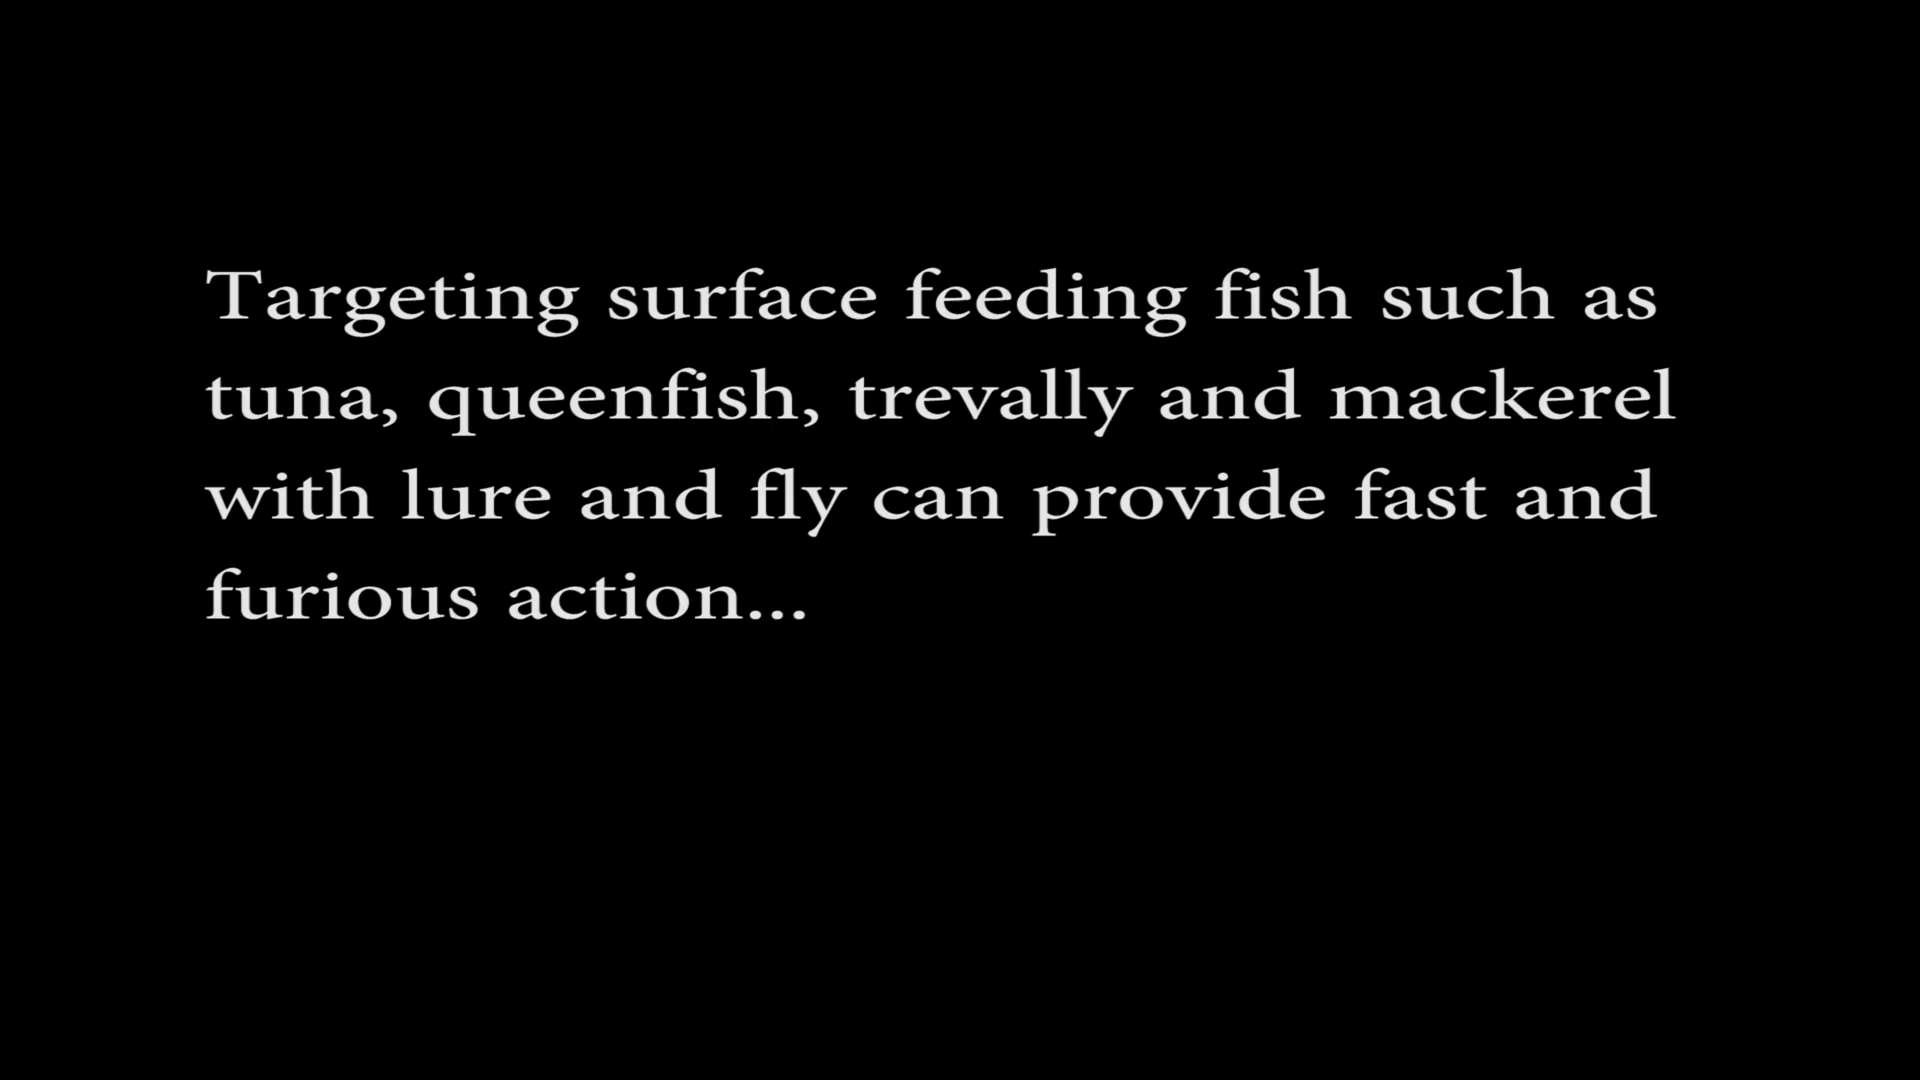 Targeting surface feeding fish such as
tuna, queenfish, trevally and mackerel
with lure and fly can provide fast and
furious action...